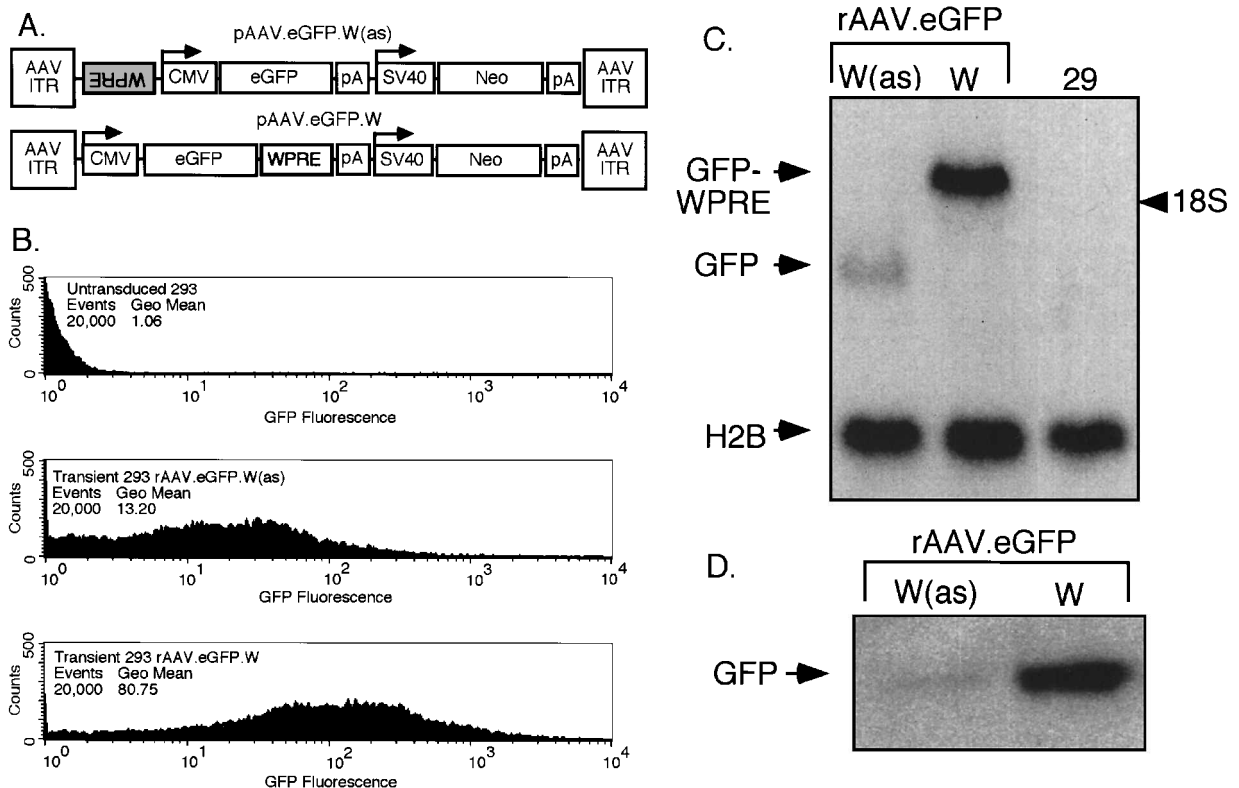 A.
pAAV.eGFP.W(as)
AAV ITR WPRE CMV eGFP pA SV40 Neo pA AAV ITR
pAAV.eGFP.W
AAV ITR CMV eGFP WPRE pA SV40 Neo pA AAV ITR
B.
500
Counts
0
Untransduced 293
Events Geo Mean
20,000 1.06
10^0 10^1 10^2 10^3 10^4
GFP Fluorescence
500
Counts
0
Transient 293 rAAV.eGFP.W(as)
Events Geo Mean
20,000 13.20
10^0 10^1 10^2 10^3 10^4
GFP Fluorescence
500
Counts
0
Transient 293 rAAV.eGFP.W
Events Geo Mean
20,000 80.75
10^0 10^1 10^2 10^3 10^4
GFP Fluorescence
C.
rAAV.eGFP
W(as) W 29
GFP-
WPRE
18S
GFP
H2B
D.
rAAV.eGFP
W(as) W
GFP